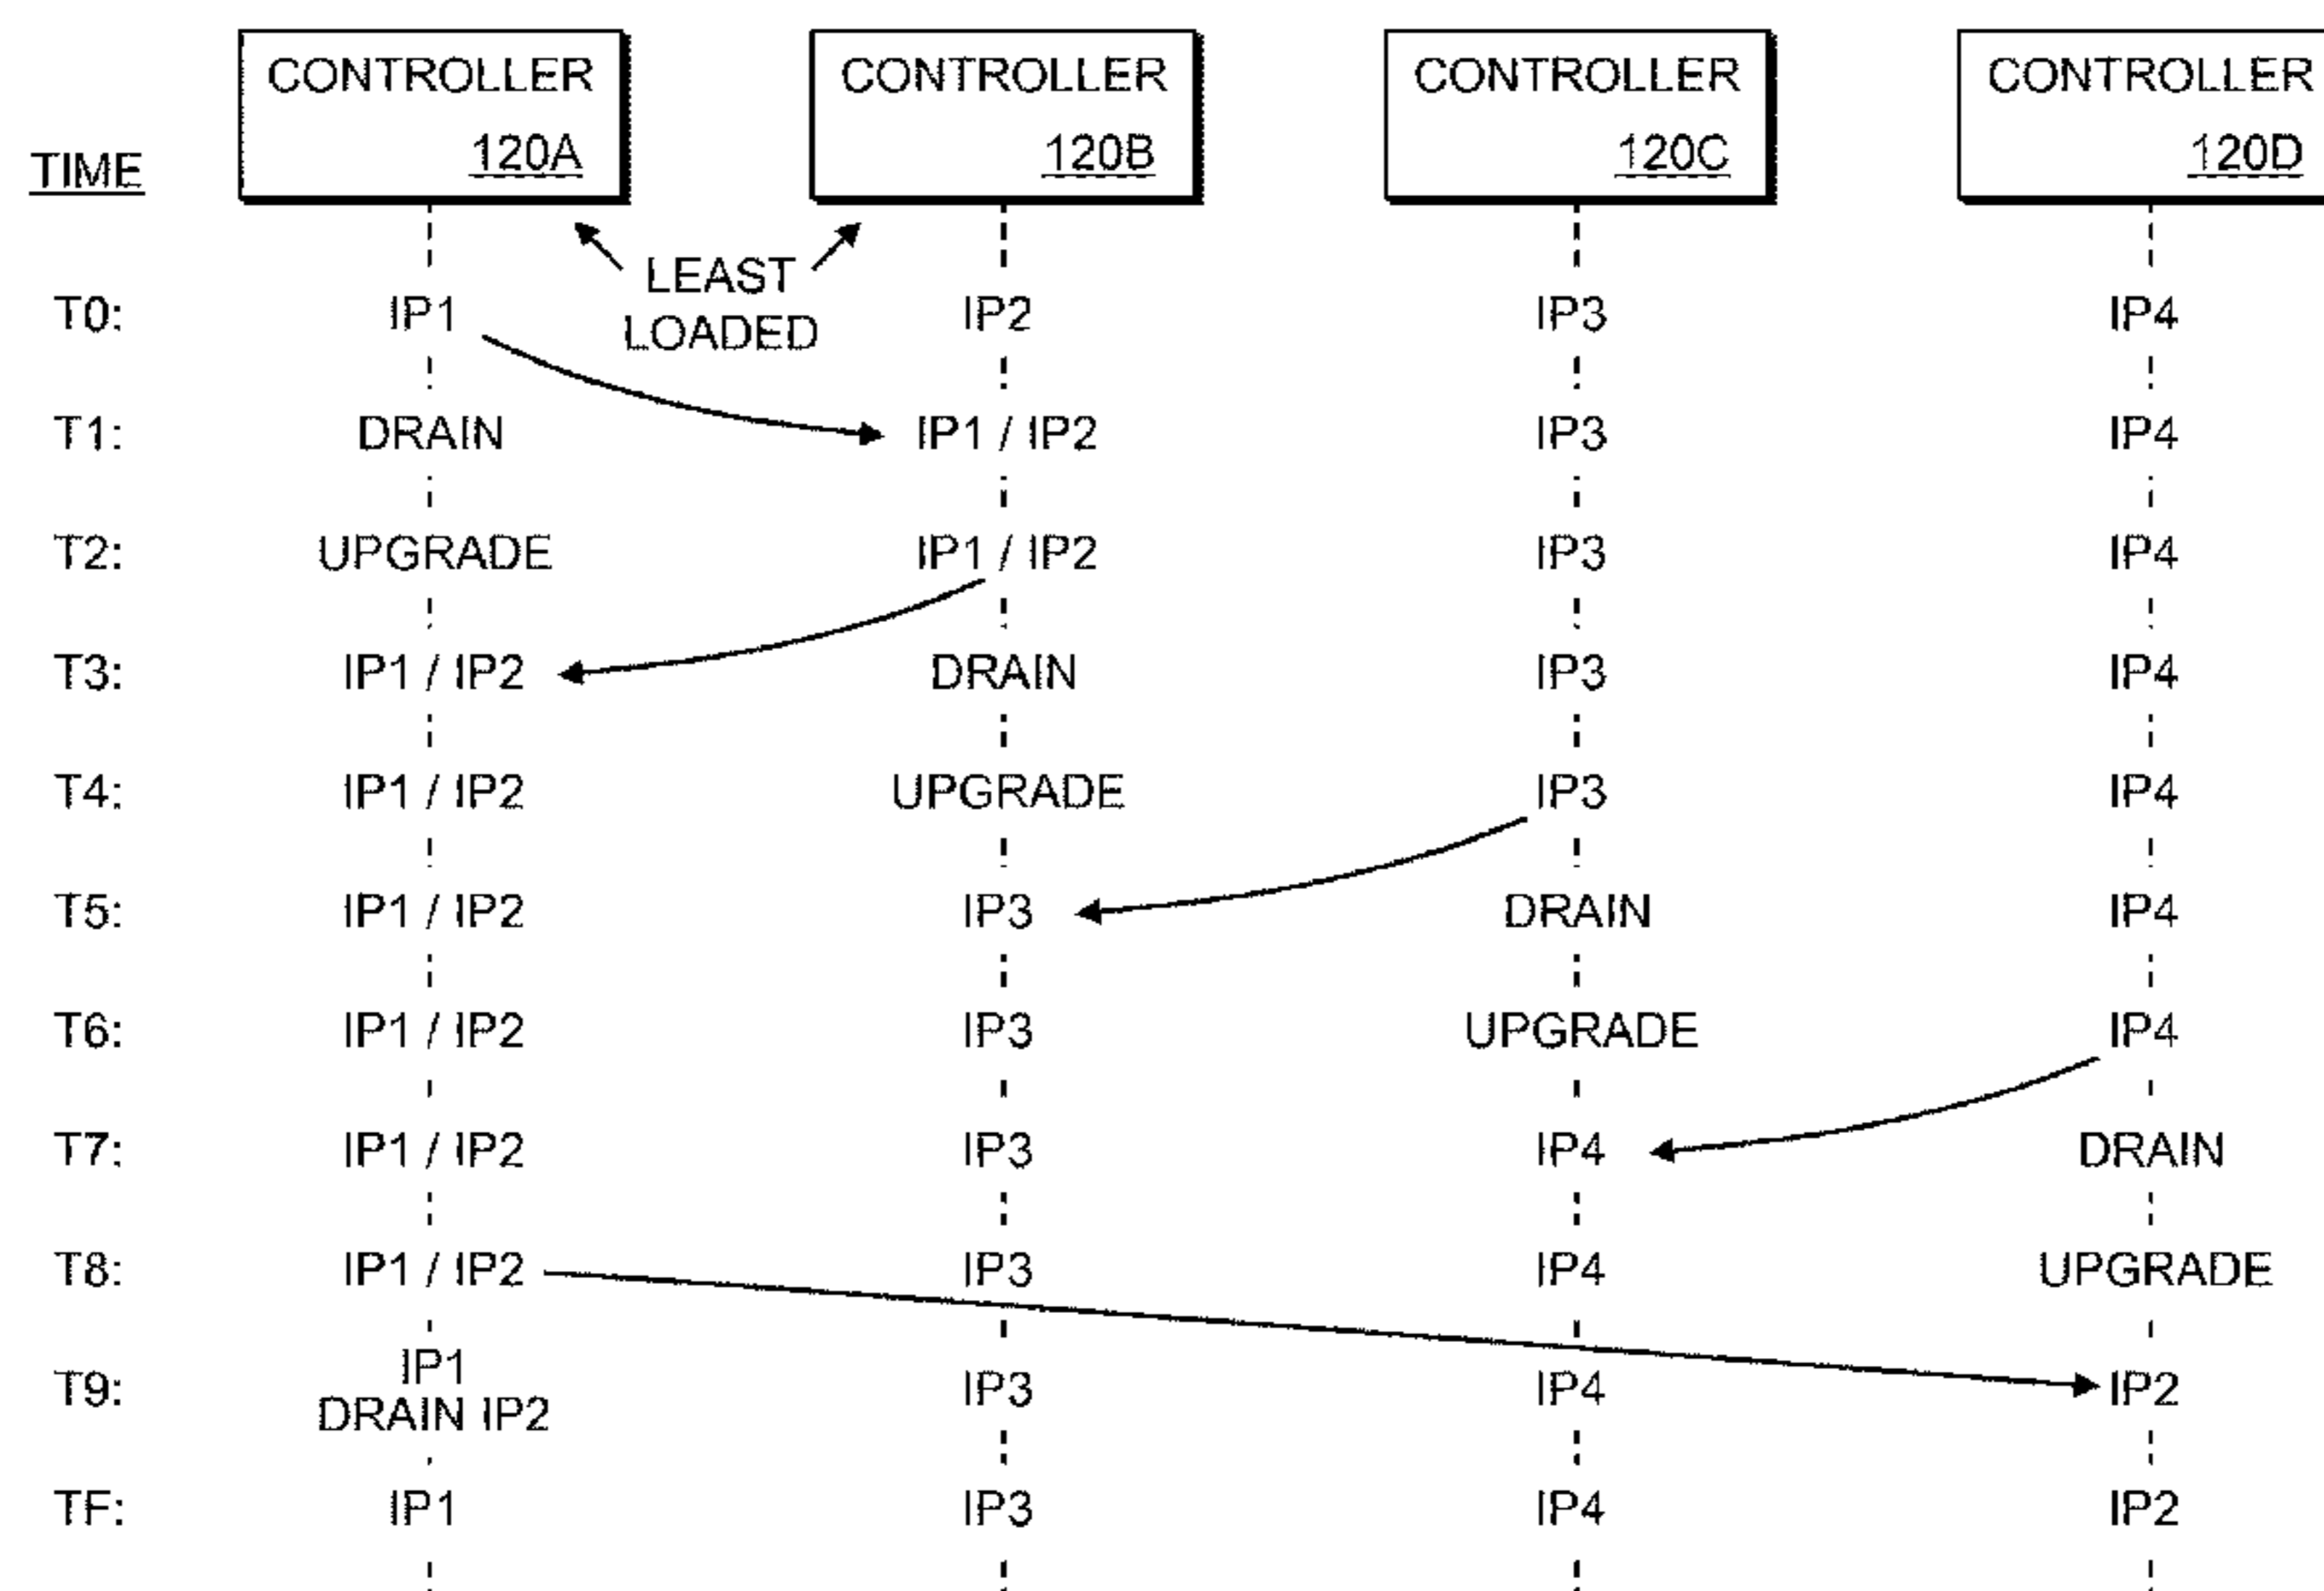 CONTROLLER CONTROLLER CONTROLLER CONTROLLER
TIME 120A 120B 120C 120D
LEAST
LOADED
T0: IP1 IP2 IP3 IP4
T1: DRAIN IP1 / IP2 IP3 IP4
T2: UPGRADE IP1 / IP2 IP3 IP4
T3: IP1 / IP2 DRAIN IP3 IP4
T4: IP1 / IP2 UPGRADE IP3 IP4
T5: IP1 / IP2 IP3 DRAIN IP4
T6: IP1 / IP2 IP3 UPGRADE IP4
T7: IP1 / IP2 IP3 IP4 DRAIN
T8: IP1 / IP2 IP3 IP4 UPGRADE
IP1
T9: DRAIN IP2 IP3 IP4 IP2
TF: IP1 IP3 IP4 IP2